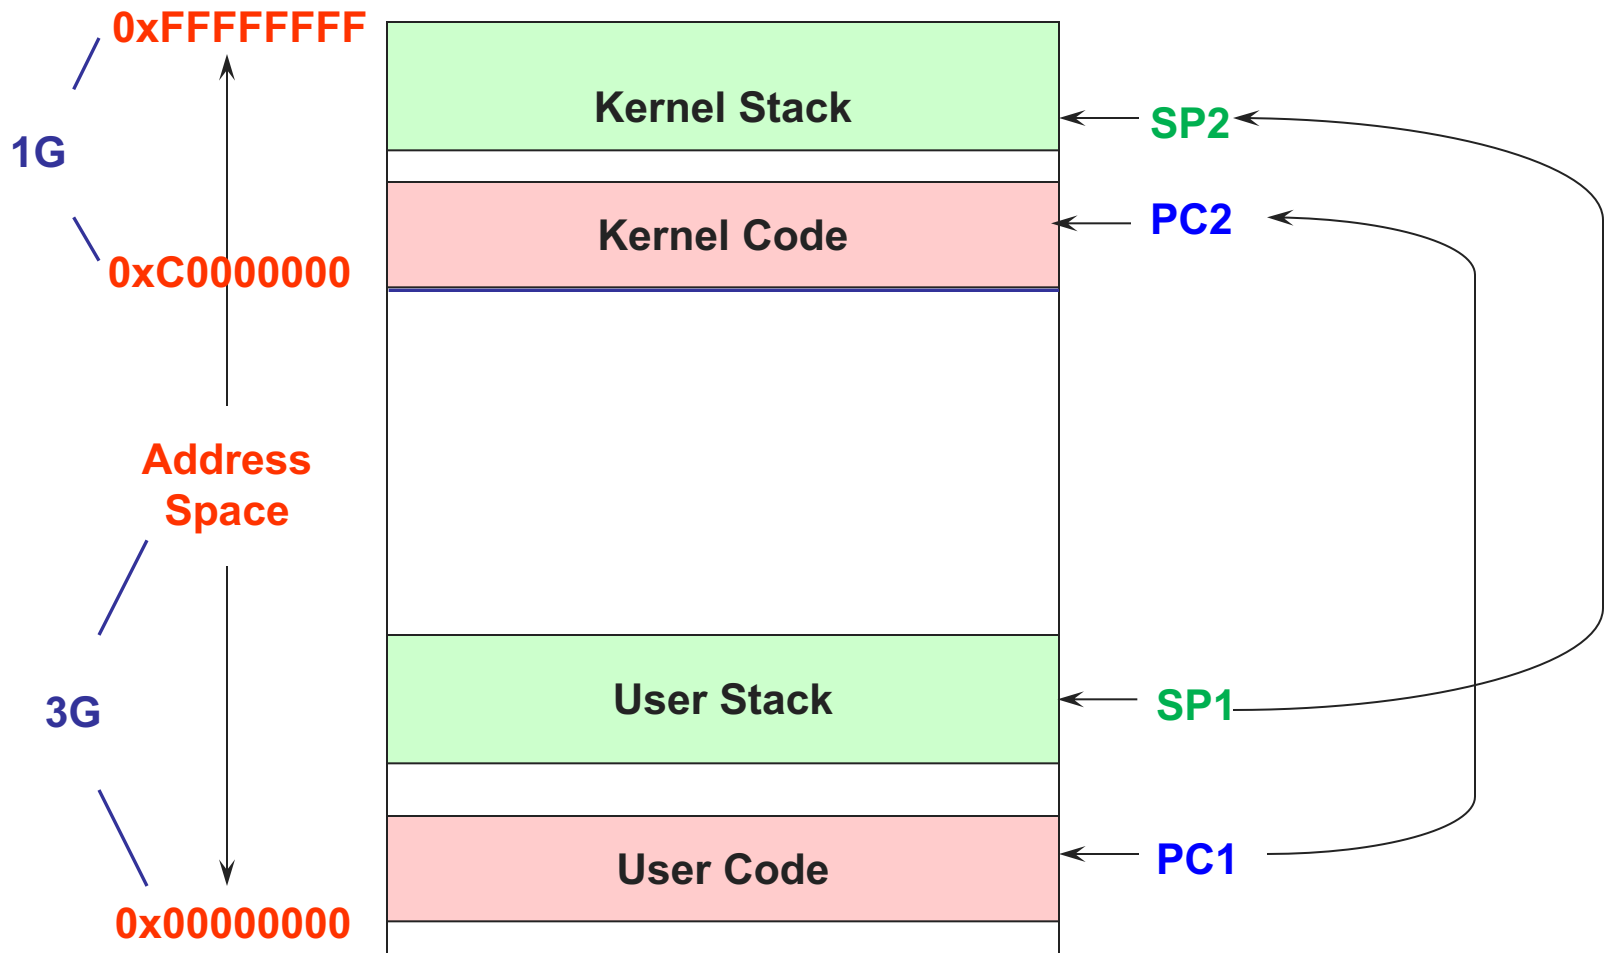 0xFFFFFFFF
Kernel Stack
SP2
1G
Kernel Code
PC2
0xC0000000
Address
Space
User Stack
SP1
3G
User Code
PC1
0x00000000